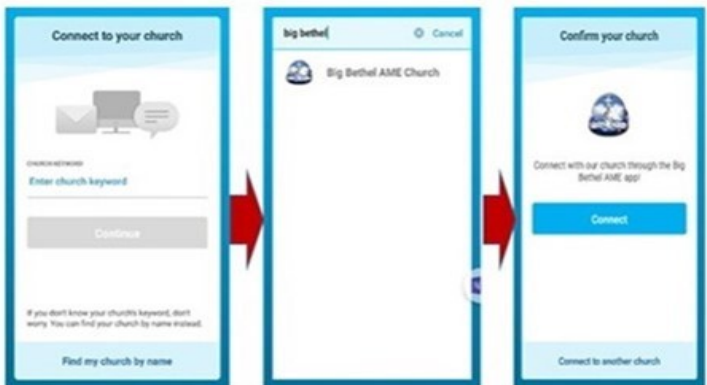 Connect to your church
CHURCH KEYWORD
Enter church keyword
Continue
If you don't know your church's keyword, don't
worry. You can find your church by name instead.
Find my church by name
big bethel
Cancel
Big Bethel AME Church
Confirm your church
Connect with our church through the Big
Bethel AME app!
Connect
Connect to another church